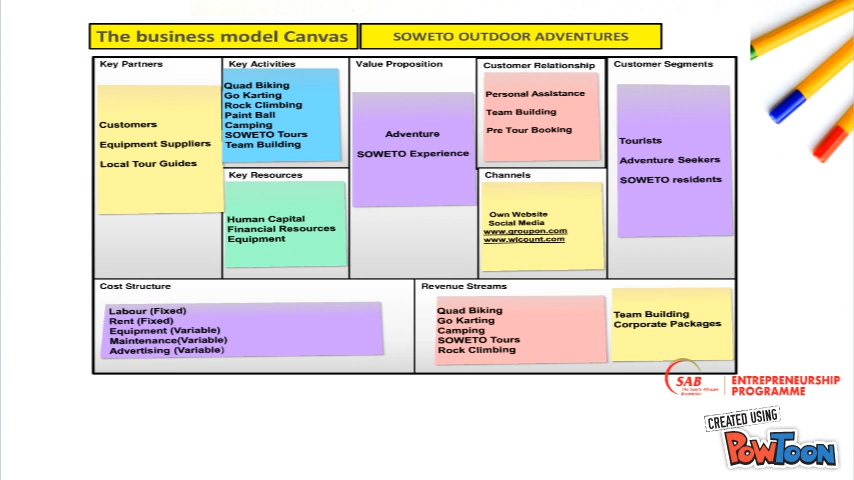 The business model Canvas
SOWETO OUTDOOR ADVENTURES
Key Partners
Customers
Equipment Suppliers
Local Tour Guides
Key Activities
Quad Biking
Go Karting
Rock Climbing
Paint Ball
Camping
SOWETO Tours
Team Building
Key Resources
Human Capital
Financial Resources
Equipment
Value Proposition
Adventure
SOWETO Experience
Customer Relationship
Personal Assistance
Team Building
Pre Tour Booking
Channels
Own Website
Social Media
www.groupon.com
www.wicount.com
Customer Segments
Tourists
Adventure Seekers
SOWETO residents
Cost Structure
Labour (Fixed)
Rent (Fixed)
Equipment (Variable)
Maintenance(Variable)
Advertising (Variable)
Revenue Streams
Quad Biking
Go Karting
Camping
SOWETO Tours
Rock Climbing
Team Building
Corporate Packages
SAB
ENTREPRENEURSHIP
PROGRAMME
CREATED USING
POWTOON